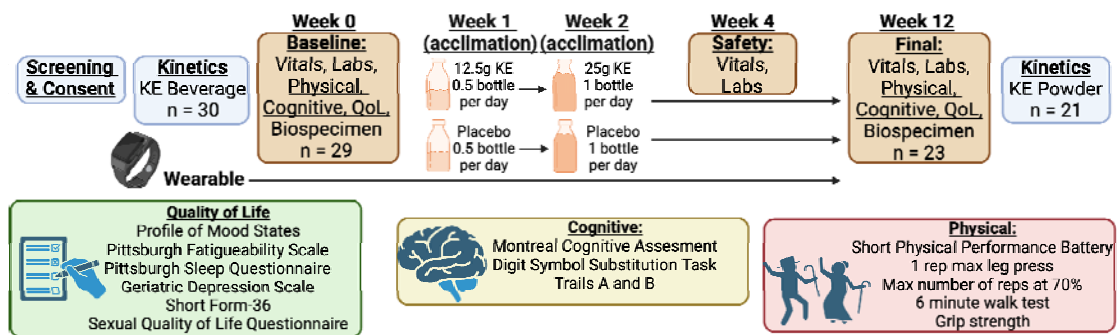 Screening
& Consent
Kinetics
KE Beverage
n = 30
Week 0
Baseline:
Vitals, Labs,
Physical,
Cognitive, QoL,
Biospecimen
n = 29
Week 1
(acclimation)
12.5g KE
0.5 bottle
per day
Placebo
0.5 bottle
per day
Week 2
(acclimation)
25g KE
1 bottle
per day
Placebo
1 bottle
per day
Week 4
Safety:
Vitals,
Labs
Week 12
Final:
Vitals, Labs,
Physical,
Cognitive, QoL,
Biospecimen
n = 23
Kinetics
KE Powder
n = 21
Wearable
Quality of Life
Profile of Mood States
Pittsburgh Fatigueability Scale
Pittsburgh Sleep Questionnaire
Geriatric Depression Scale
Short Form-36
Sexual Quality of Life Questionnaire
Cognitive:
Montreal Cognitive Assesment
Digit Symbol Substitution Task
Trails A and B
Physical:
Short Physical Performance Battery
1 rep max leg press
Max number of reps at 70%
6 minute walk test
Grip strength